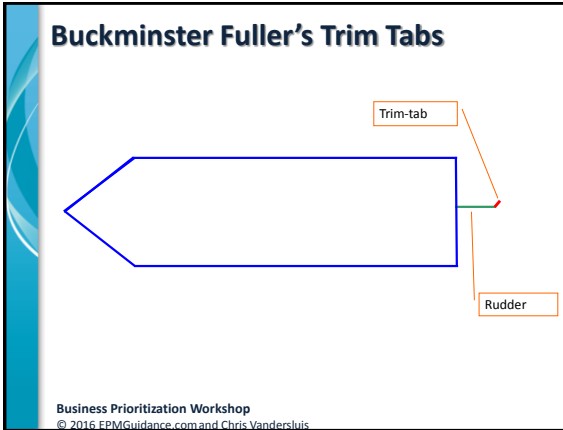 Buckminster Fuller's Trim Tabs
Trim-tab
Rudder
Business Prioritization Workshop
© 2016 EPMGuidance.com and Chris Vandersluis